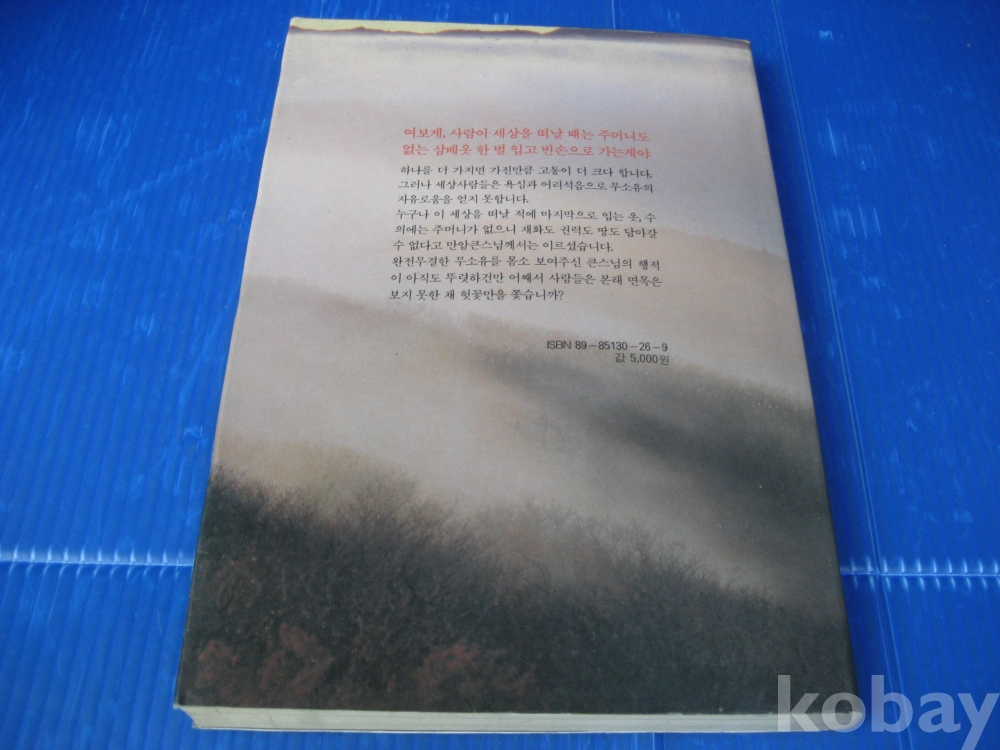 여보게, 사람이 세상을 떠날 때는 주머니도
없는 삼베옷 한 벌 입고 빈손으로 가는게야
하나를 더 가지면 가진만큼 고통이 더 크다 합니다.
그러나 세상사람들은 욕심과 어리석음으로 무소유의
자유로움을 얻지 못합니다.
누구나 이 세상을 떠날 적에 마지막으로 입는 옷, 수
의에는 주머니가 없으니 재화도 권력도 땅도 담아갈
수 없다고 만암큰스님께서는 이르셨습니다.
완전무결한 무소유를 몸소 보여주신 큰스님의 행적
이 아직도 뚜렷하건만 어째서 사람들은 본래 면목은
보지 못한 채 헛꽃만을 쫓습니까?
ISBN 89-85130-26-9
값 5,000원
kobay